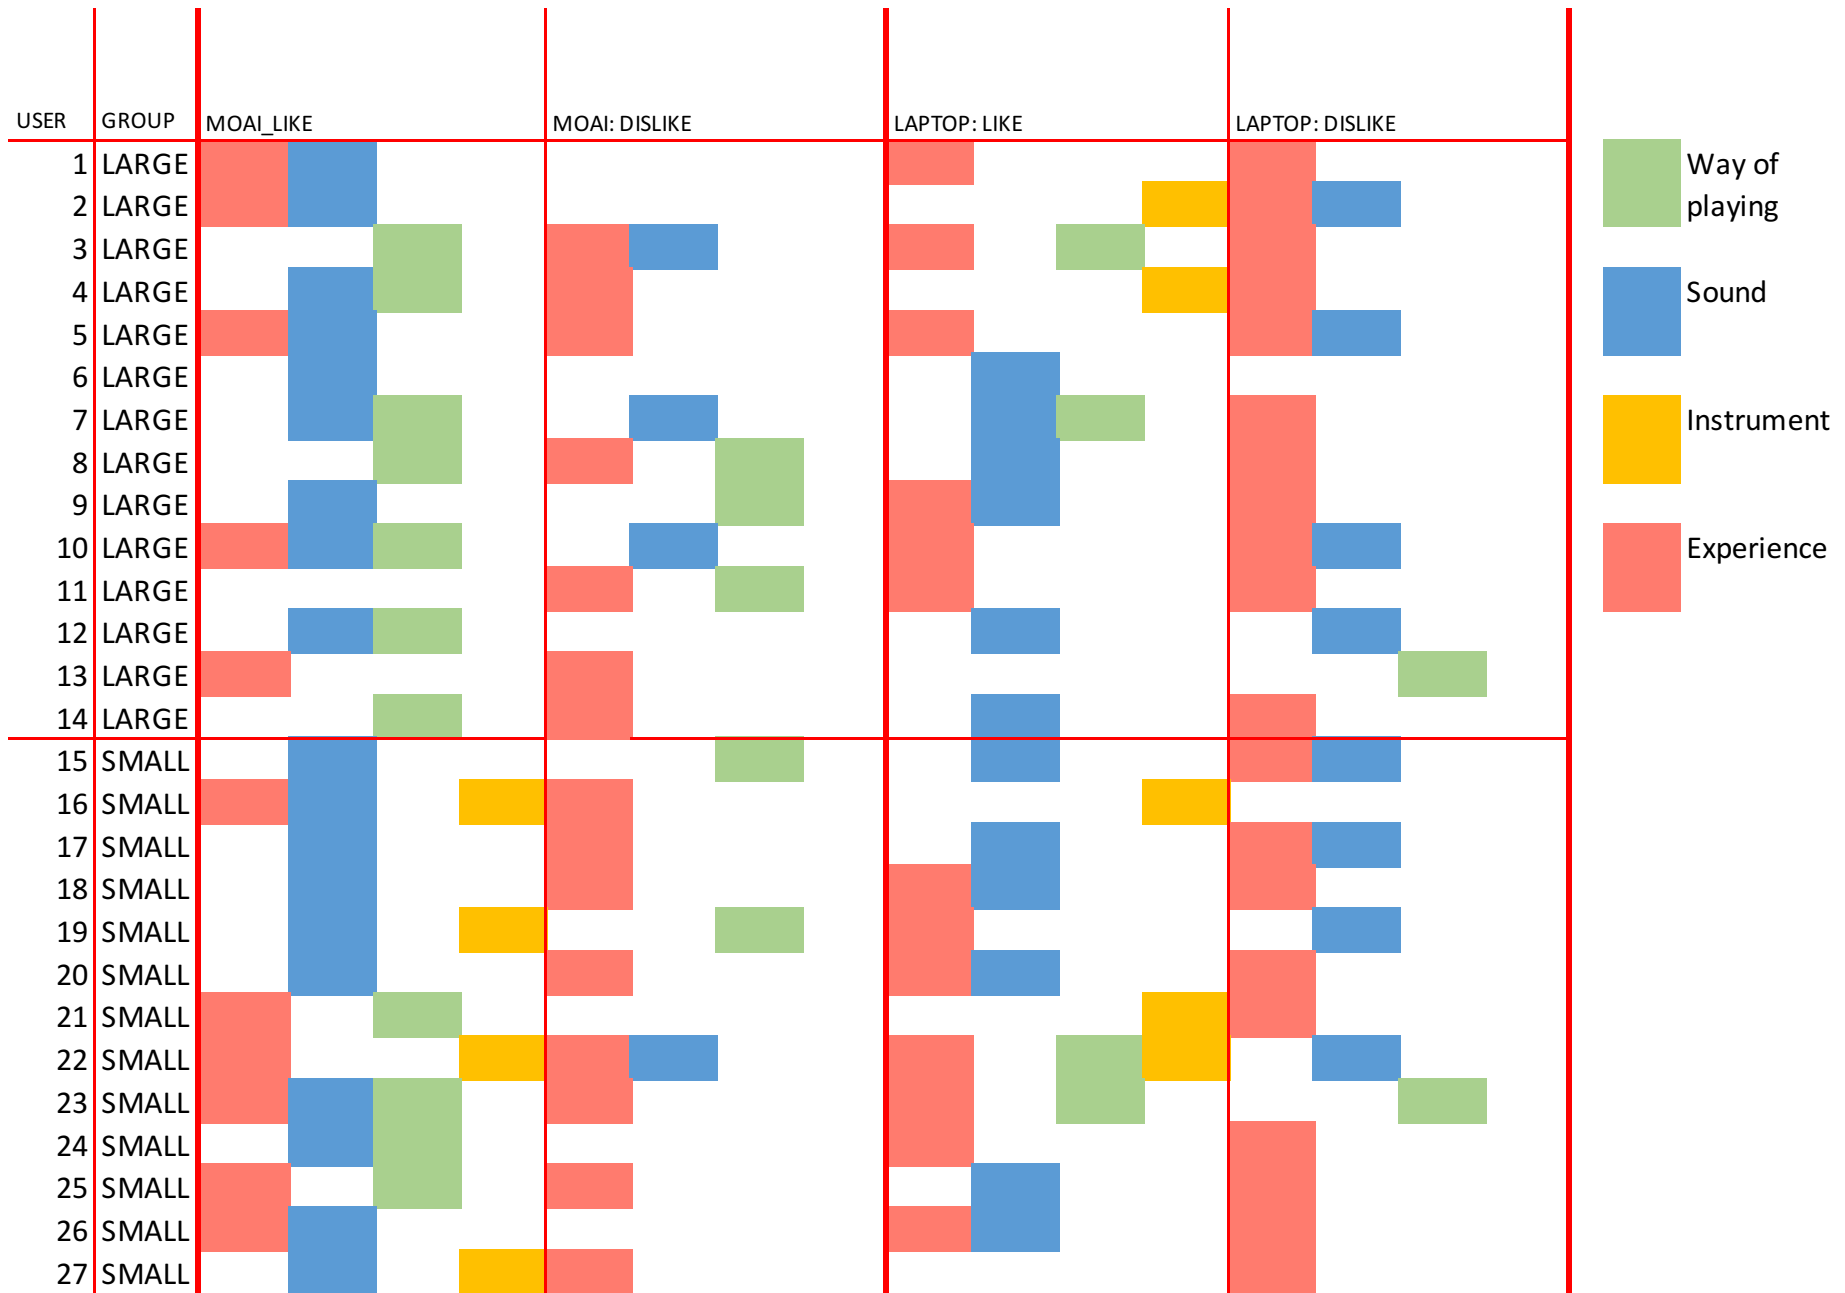 USER GROUP MOAI_LIKE MOAI: DISLIKE LAPTOP: LIKE LAPTOP: DISLIKE
1 LARGE
2 LARGE
3 LARGE
4 LARGE
5 LARGE
6 LARGE
7 LARGE
8 LARGE
9 LARGE
10 LARGE
11 LARGE
12 LARGE
13 LARGE
14 LARGE
15 SMALL
16 SMALL
17 SMALL
18 SMALL
19 SMALL
20 SMALL
21 SMALL
22 SMALL
23 SMALL
24 SMALL
25 SMALL
26 SMALL
27 SMALL
Way of
playing
Sound
Instrument
Experience